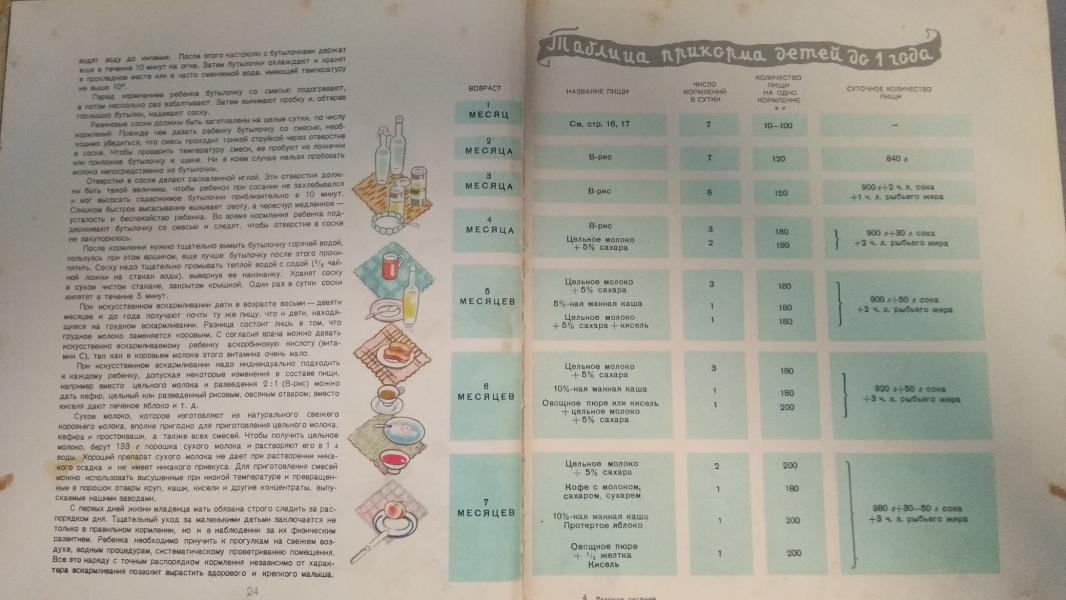 водят воду до кипения. После этого кастрюлю с бутылочками держат
еще в течение 10 минут на огне. Затем бутылочки охлаждают и хранят
в прохладном месте или в часто сменяемой воде, имеющей температуру
не выше 10°.
Перед кормлением ребенка бутылочку со смесью подогревают,
а потом несколько раз взбалтывают. Затем вынимают пробку и, обтерев
горлышко бутылки, надевают соску.
Резиновые соски должны быть заготовлены на целые сутки, по числу
кормлений. Прежде чем давать ребенку бутылочку со смесью, необ-
ходимо убедиться, что смесь проходит тонкой струйкой через отверстие
в соске. Чтобы проверить температуру смеси, ее пробуют из ложечки
или приложив бутылочку к щеке. Ни в коем случае нельзя пробовать
молоко непосредственно из бутылочки.
Отверстия в соске делают раскаленной иглой. Эти отверстия долж-
ны быть такой величины, чтобы ребенок при сосании не захлебывался
и мог высосать содержимое бутылочки приблизительно в 10 минут.
Слишком быстрое высасывание вызывает рвоту, а чересчур медленное —
усталость и беспокойство ребенка. Во время кормления ребенка под-
держивают бутылочку со смесью и следят, чтобы отверстие в соске
не закупорилось.
После кормления нужно тщательно вымыть бутылочку горячей водой,
пользуясь при этом ершиком, еще лучше бутылочку после этого проки-
пятить. Соску надо тщательно промывать теплой водой с содой (1/2 чай-
ной ложки на стакан воды), вывернув ее наизнанку. Хранят соску
в сухом чистом стакане, закрытом крышкой. Один раз в сутки соски
кипятят в течение 5 минут.
При искусственном вскармливании дети в возрасте восьми — девяти
месяцев и до года получают почти ту же пищу, что и дети, находя-
щиеся на грудном вскармливании. Разница состоит лишь в том, что
грудное молоко заменяется коровьим. С согласия врача можно давать
искусственно вскармливаемому ребенку аскорбиновую кислоту (вита-
мин С), так как в коровьем молоке этого витамина очень мало.
При искусственном вскармливании надо индивидуально подходить
к каждому ребенку, допуская некоторые изменения в составе пищи,
например вместо цельного молока и разведения 2:1 (В-рис) можно
дать кефир, цельный или разведенный рисовым, овсяным отваром; вместо
киселя дают печеное яблоко и т. д.
Сухое молоко, которое изготовляют из натурального свежего
коровьего молока, вполне пригодно для приготовления цельного молока,
кефира и простокваши, а также всех смесей. Чтобы получить цельное
молоко, берут 133 г порошка сухого молока и растворяют его в 1 л
воды. Хороший препарат сухого молока не дает при растворении ника-
кого осадка и не имеет никакого привкуса. Для приготовления смесей
можно использовать высушенные при низкой температуре и превращен-
ные в порошок отвары круп, каши, кисели и другие концентраты, выпу-
скаемые нашими заводами.
С первых дней жизни младенца мать обязана строго следить за рас-
порядком дня. Тщательный уход за маленькими детьми заключается не
только в правильном кормлении, но и в наблюдении за их физическим
развитием. Ребенка необходимо приучить к прогулкам на свежем воз-
духе, водным процедурам, систематическому проветриванию помещения.
Все это наряду с точным распорядком кормления независимо от харак-
тера вскармливания позволит вырастить здорового и крепкого малыша.
24
Таблица прикорма детей до 1 года
ВОЗРАСТ НАЗВАНИЕ ПИЩИ ЧИСЛО КОРМЛЕНИЙ В СУТКИ КОЛИЧЕСТВО ПИЩИ НА ОДНО КОРМЛЕНИЕ в г СУТОЧНОЕ КОЛИЧЕСТВО ПИЩИ
1 МЕСЯЦ
См. стр. 16, 17 7 10—100 —
2 МЕСЯЦА
В-рис 7 120 840 г
3 МЕСЯЦА
В-рис 6 150 900 г+2 ч. л. сока
+1 ч. л. рыбьего жира
4 МЕСЯЦА
В-рис 3 180
Цельное молоко 2 180 900 г+30 г сока
+ 5% сахара +2 ч. л. рыбьего жира
5 МЕСЯЦЕВ
Цельное молоко 3 180
+ 5% сахара
5%-ная манная каша 1 180 900 г+50 г сока
+2 ч. л. рыбьего жира
Цельное молоко 1 180
+ 5% сахара + кисель
6 МЕСЯЦЕВ
Цельное молоко 3 180
+ 5% сахара
10%-ная манная каша 1 180 920 г+50 г сока
+3 ч. л. рыбьего жира
Овощное пюре или кисель 1 200
+ цельное молоко
+ 5% сахара
7 МЕСЯЦЕВ
Цельное молоко 2 200
+ 5% сахара
Кофе с молоком, 1 180
сахаром, сухарем
10%-ная манная каша 1 200 980 г+30—50 г сока
Протертое яблоко +3 ч. л. рыбьего жира
Овощное пюре 1 200
+ 1/2 желтка
Кисель
4 Детское питание